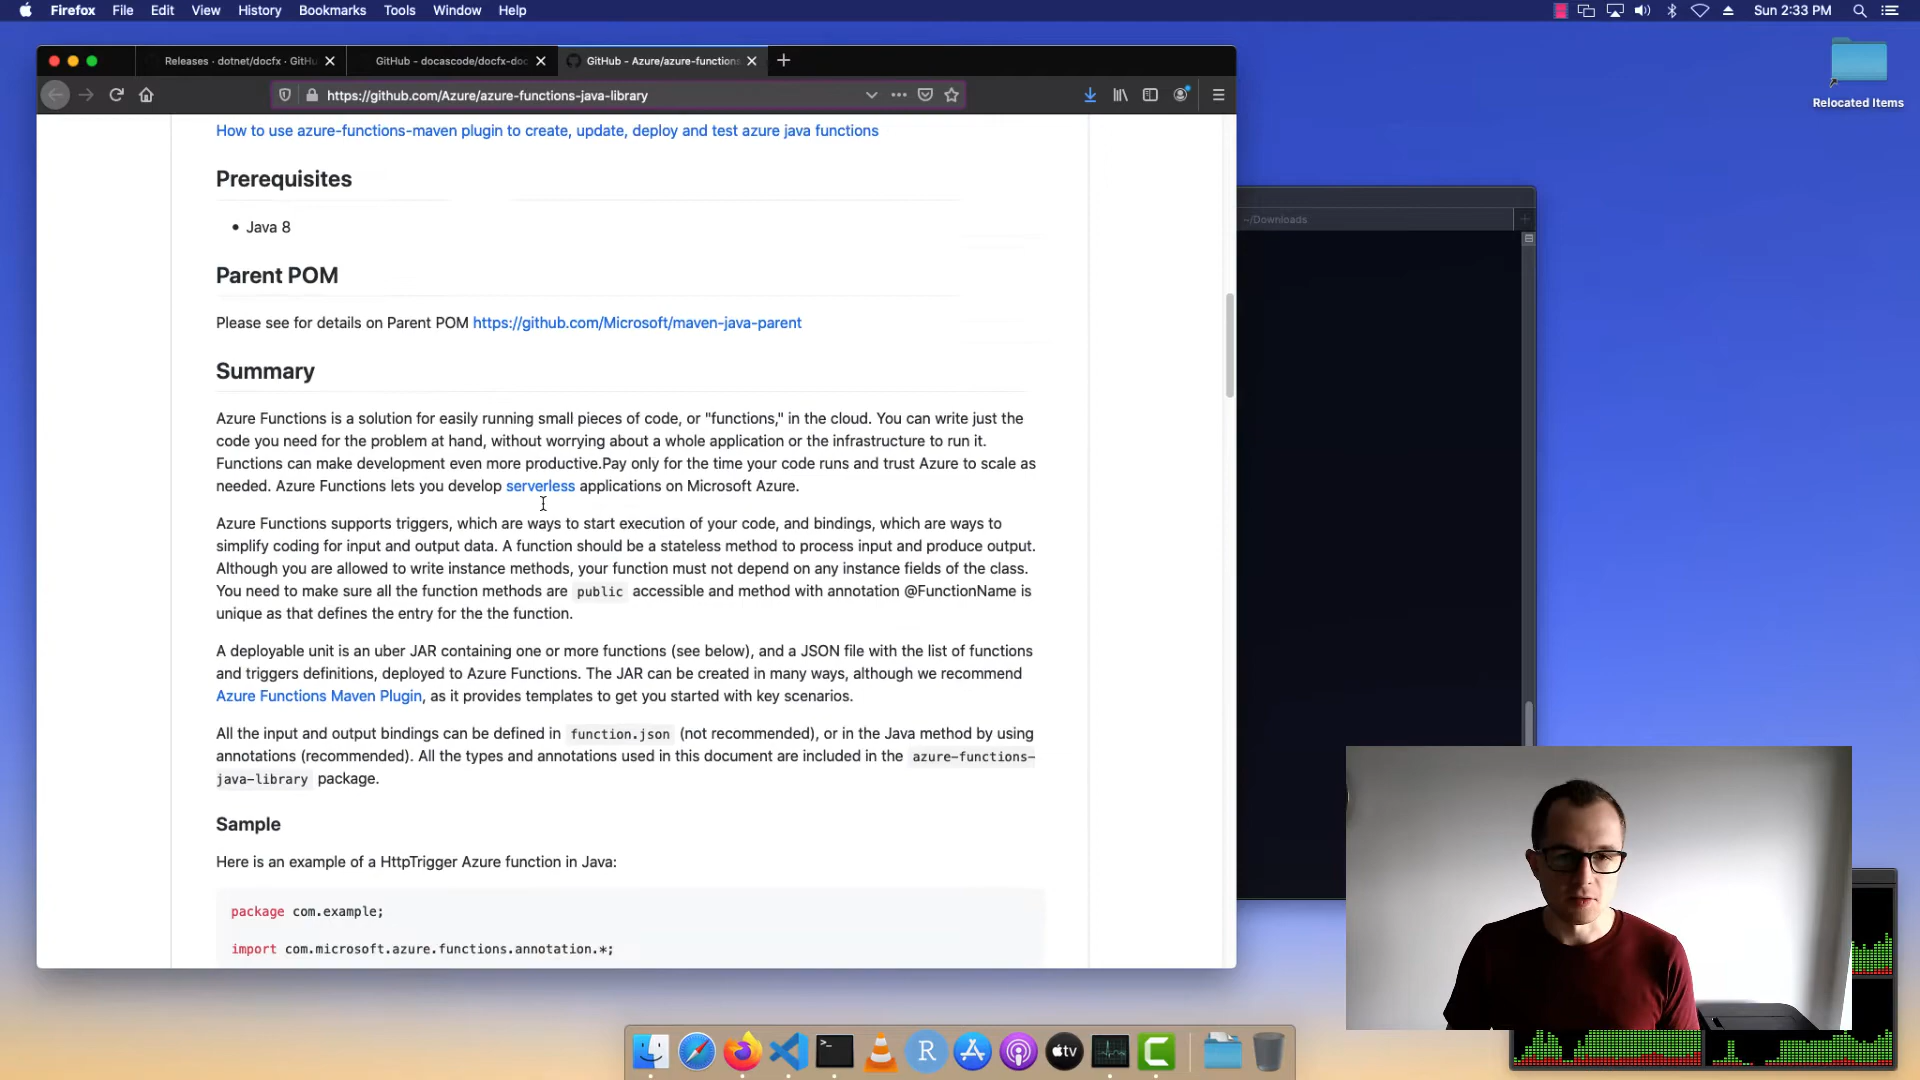 Firefox File Edit View History Bookmarks Tools Window Help Sun 2:33 PM
Relocated Items
Releases · dotnet/docfx · GitHu GitHub - docascode/docfx-doc GitHub - Azure/azure-functions
https://github.com/Azure/azure-functions-java-library
How to use azure-functions-maven plugin to create, update, deploy and test azure java functions
Prerequisites
• Java 8
Parent POM
Please see for details on Parent POM https://github.com/Microsoft/maven-java-parent
Summary
Azure Functions is a solution for easily running small pieces of code, or "functions," in the cloud. You can write just the
code you need for the problem at hand, without worrying about a whole application or the infrastructure to run it.
Functions can make development even more productive.Pay only for the time your code runs and trust Azure to scale as
needed. Azure Functions lets you develop serverless applications on Microsoft Azure.
Azure Functions supports triggers, which are ways to start execution of your code, and bindings, which are ways to
simplify coding for input and output data. A function should be a stateless method to process input and produce output.
Although you are allowed to write instance methods, your function must not depend on any instance fields of the class.
You need to make sure all the function methods are public accessible and method with annotation @FunctionName is
unique as that defines the entry for the the function.
A deployable unit is an uber JAR containing one or more functions (see below), and a JSON file with the list of functions
and triggers definitions, deployed to Azure Functions. The JAR can be created in many ways, although we recommend
Azure Functions Maven Plugin, as it provides templates to get you started with key scenarios.
All the input and output bindings can be defined in function.json (not recommended), or in the Java method by using
annotations (recommended). All the types and annotations used in this document are included in the azure-functions-
java-library package.
Sample
Here is an example of a HttpTrigger Azure function in Java:
package com.example;
import com.microsoft.azure.functions.annotation.*;
~/Downloads
R
tv